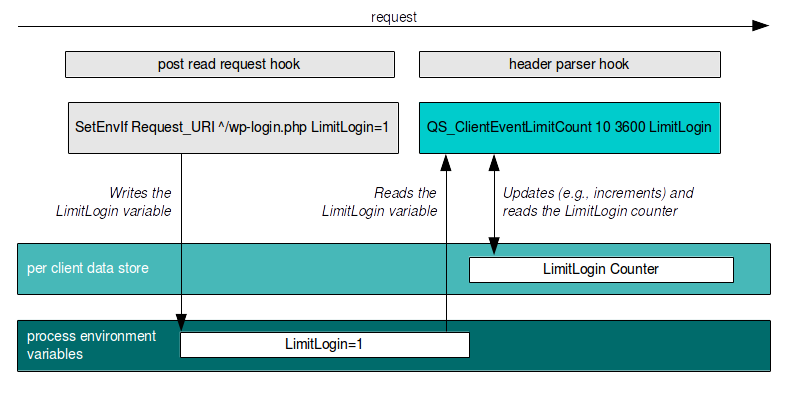 request
post read request hook
header parser hook
SetEnvIf Request_URI ^/wp-login.php LimitLogin=1
QS_ClientEventLimitCount 10 3600 LimitLogin
Writes the
LimitLogin variable
Reads the
LimitLogin variable
Updates (e.g., increments) and
reads the LimitLogin counter
per client data store
LimitLogin Counter
process environment
variables
LimitLogin=1